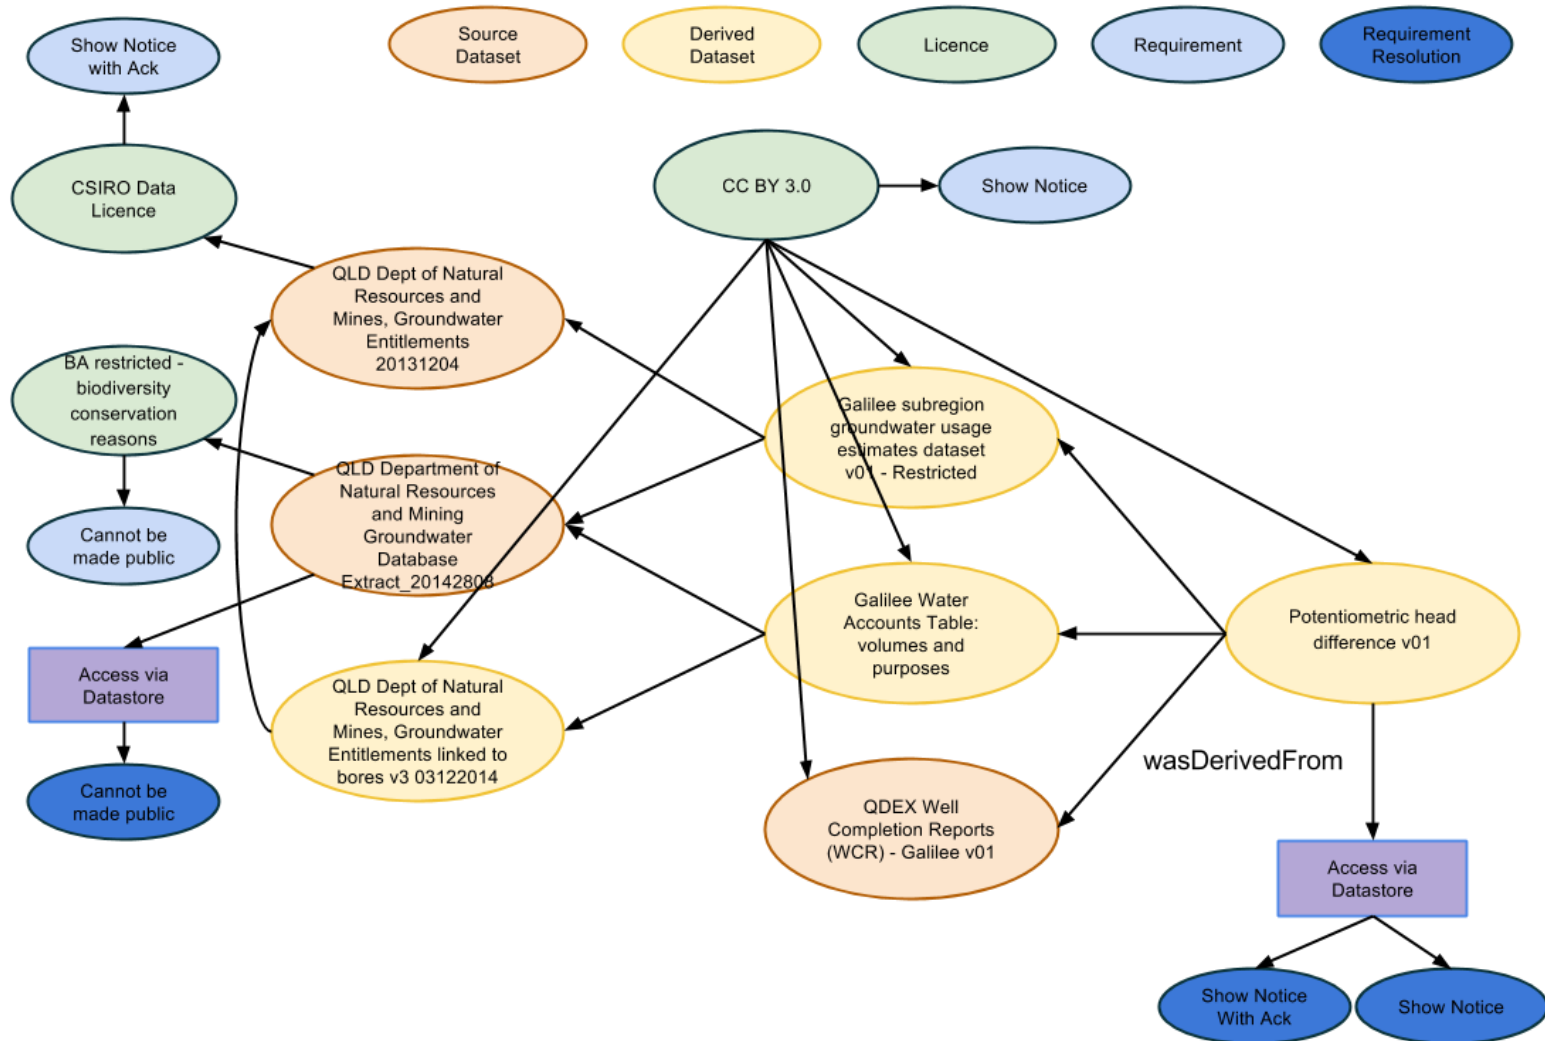 Show Notice
with Ack
Source
Dataset
Derived
Dataset
Licence
Requirement
Requirement
Resolution
CSIRO Data
Licence
CC BY 3.0
Show Notice
QLD Dept of Natural
Resources and
Mines, Groundwater
Entitlements
20131204
BA restricted -
biodiversity
conservation
reasons
Galilee subregion
groundwater usage
estimates dataset
v01 - Restricted
QLD Department of
Natural Resources
and Mining
Groundwater
Database
Extract_20142808
Cannot be
made public
Galilee Water
Accounts Table:
volumes and
purposes
Potentiometric head
difference v01
Access via
Datastore
QLD Dept of Natural
Resources and
Mines, Groundwater
Entitlements linked to
bores v3 03122014
wasDerivedFrom
Cannot be
made public
QDEX Well
Completion Reports
(WCR) - Galilee v01
Access via
Datastore
Show Notice
With Ack
Show Notice